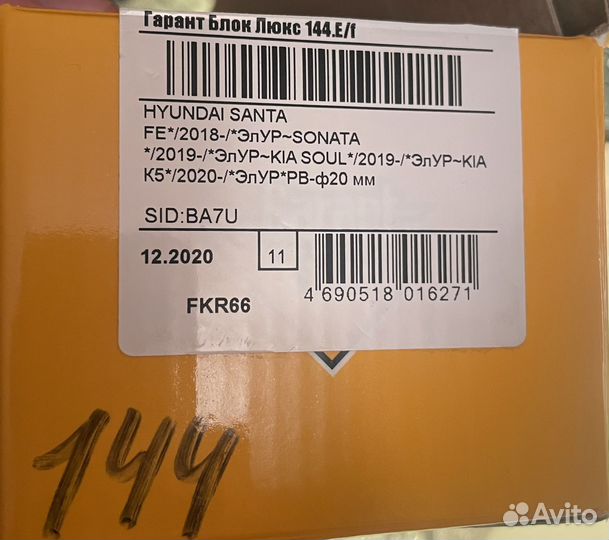 Гарант Блок Люкс 144.E/f
HYUNDAI SANTA
FE*/2018-/*ЭлУР~SONATA
*/2019-/*ЭлУР~KIA SOUL*/2019-/*ЭлУР~KIA
K5*/2020-/*ЭлУР*РВ-ф20 мм
SID:BA7U
12.2020
11
4 690518 016271
FKR66
144
Avito